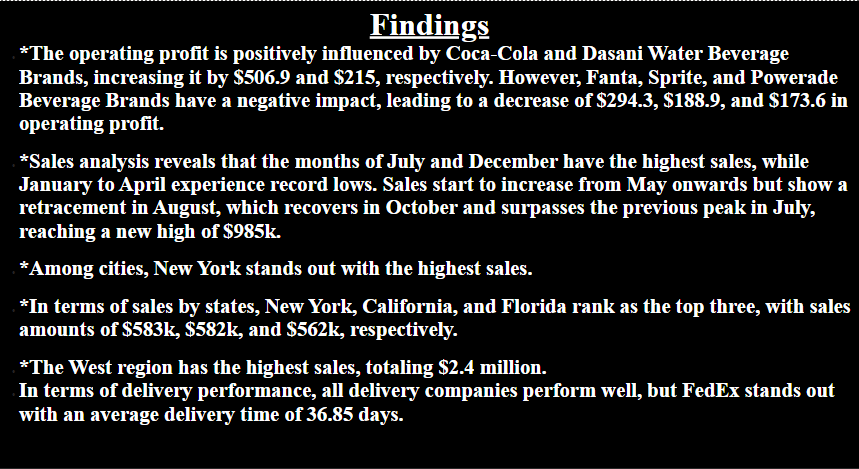 Findings
*The operating profit is positively influenced by Coca-Cola and Dasani Water Beverage
Brands, increasing it by $506.9 and $215, respectively. However, Fanta, Sprite, and Powerade
Beverage Brands have a negative impact, leading to a decrease of $294.3, $188.9, and $173.6 in
operating profit.
*Sales analysis reveals that the months of July and December have the highest sales, while
January to April experience record lows. Sales start to increase from May onwards but show a
retracement in August, which recovers in October and surpasses the previous peak in July,
reaching a new high of $985k.
*Among cities, New York stands out with the highest sales.
*In terms of sales by states, New York, California, and Florida rank as the top three, with sales
amounts of $583k, $582k, and $562k, respectively.
*The West region has the highest sales, totaling $2.4 million.
In terms of delivery performance, all delivery companies perform well, but FedEx stands out
with an average delivery time of 36.85 days.